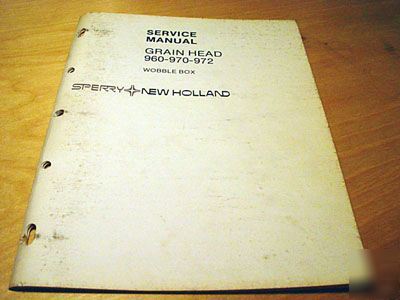 SERVICE
MANUAL
GRAIN HEAD
960-970-972
WOBBLE BOX
SPERRY NEW HOLLAND